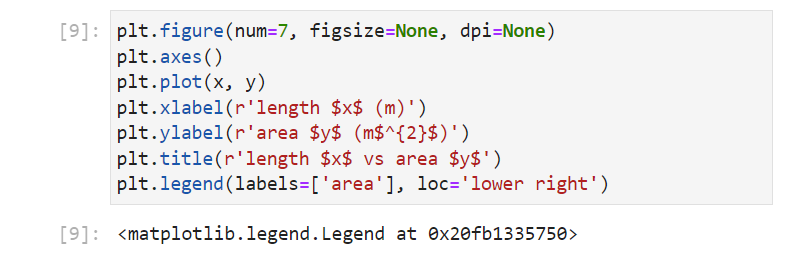 [9]: plt.figure(num=7, figsize=None, dpi=None)
plt.axes()
plt.plot(x, y)
plt.xlabel(r'length $x$ (m)')
plt.ylabel(r'area $y$ (m$^{2}$)')
plt.title(r'length $x$ vs area $y$')
plt.legend(labels=['area'], loc='lower right')
[9]: <matplotlib.legend.Legend at 0x20fb1335750>